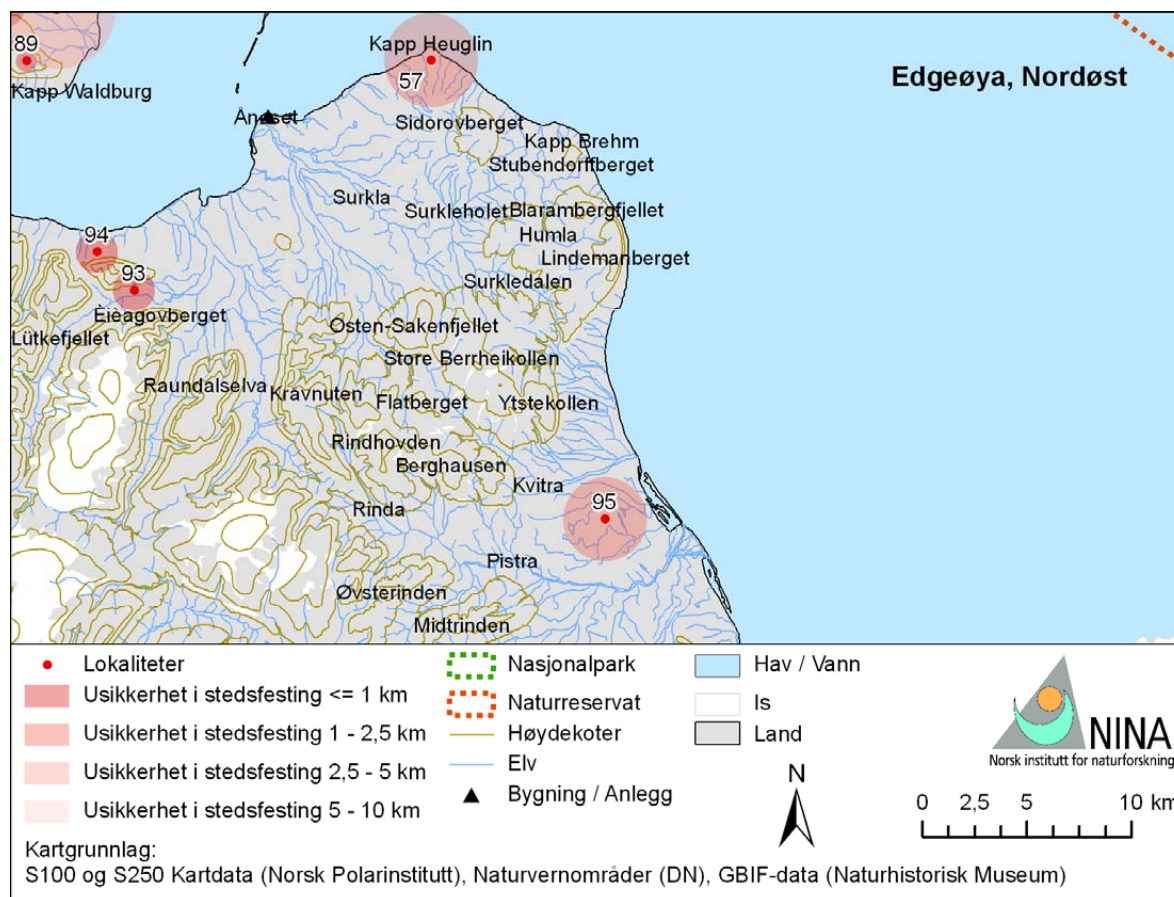 Kapp Heuglin
89
57
Edgeøya, Nordøst
Kapp Waldburg
Åneset
Sidorovberget
Kapp Brehm
Stubendorffberget
Surkla
Surkleholet
Blarambergfjellet
Humla
94
Lindemanberget
93
Surkledalen
Èièagovberget
Osten-Sakenfjellet
Lütkefjellet
Store Berrheikollen
Raundalselva
Kravnuten
Flatberget
Ytstekollen
Rindhovden
Berghausen
Kvitra
95
Rinda
Pistra
Øvsterinden
Midtrinden
Lokaliteter
Usikkerhet i stedsfesting <= 1 km
Usikkerhet i stedsfesting 1 - 2,5 km
Usikkerhet i stedsfesting 2,5 - 5 km
Usikkerhet i stedsfesting 5 - 10 km
Nasjonalpark
Naturreservat
Høydekoter
Elv
Bygning / Anlegg
Hav / Vann
Is
Land
N
NINA
Norsk institutt for naturforskning
0 2,5 5 10 km
Kartgrunnlag:
S100 og S250 Kartdata (Norsk Polarinstitutt), Naturvernområder (DN), GBIF-data (Naturhistorisk Museum)